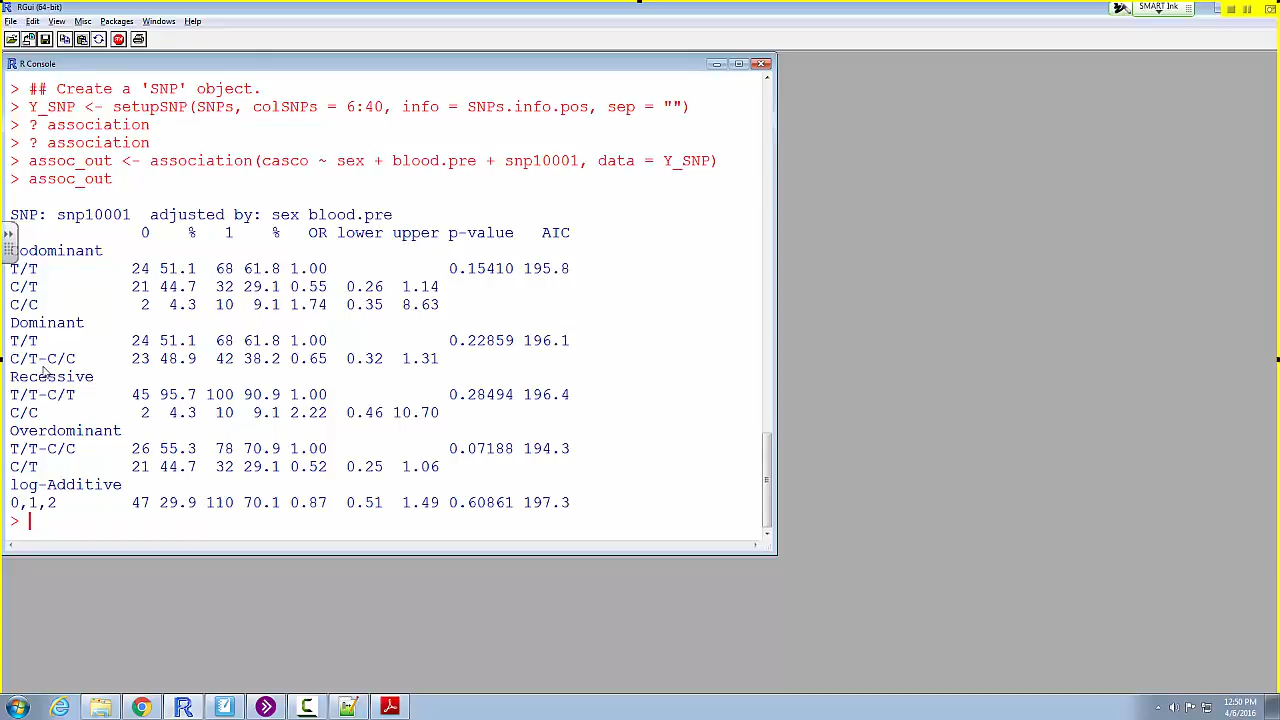 RGui (64-bit)
SMART Ink
File Edit View Misc Packages Windows Help
R Console
> ## Create a 'SNP' object.
> Y_SNP <- setupSNP(SNPs, colSNPs = 6:40, info = SNPs.info.pos, sep = "")
> ? association
> ? association
> assoc_out <- association(casco ~ sex + blood.pre + snp10001, data = Y_SNP)
> assoc_out
SNP: snp10001 adjusted by: sex blood.pre
0 % 1 % OR lower upper p-value AIC
odominant
T/T 24 51.1 68 61.8 1.00 0.15410 195.8
C/T 21 44.7 32 29.1 0.55 0.26 1.14
C/C 2 4.3 10 9.1 1.74 0.35 8.63
Dominant
T/T 24 51.1 68 61.8 1.00 0.22859 196.1
C/T-C/C 23 48.9 42 38.2 0.65 0.32 1.31
Recessive
T/T-C/T 45 95.7 100 90.9 1.00 0.28494 196.4
C/C 2 4.3 10 9.1 2.22 0.46 10.70
Overdominant
T/T-C/C 26 55.3 78 70.9 1.00 0.07188 194.3
C/T 21 44.7 32 29.1 0.52 0.25 1.06
log-Additive
0,1,2 47 29.9 110 70.1 0.87 0.51 1.49 0.60861 197.3
>
12:50 PM
4/6/2016